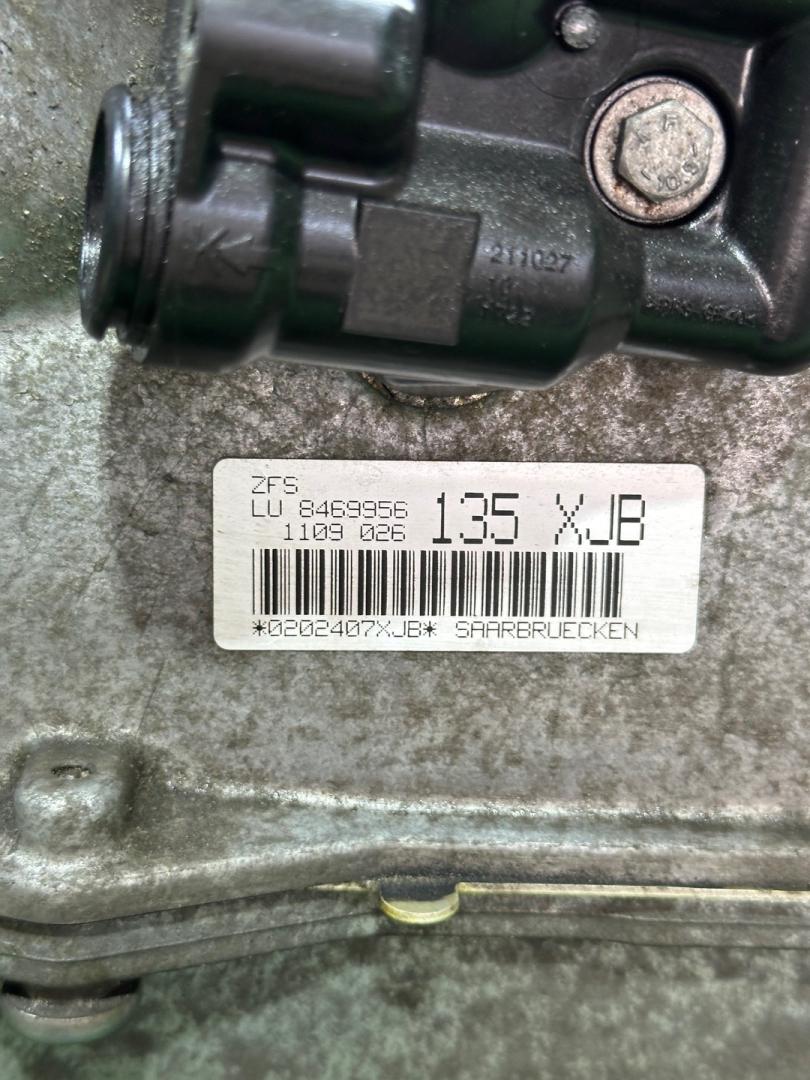 211027
ZFS
LU 8469956 135 XJB
1109 026
*0202407XJB* SAARBRUECKEN